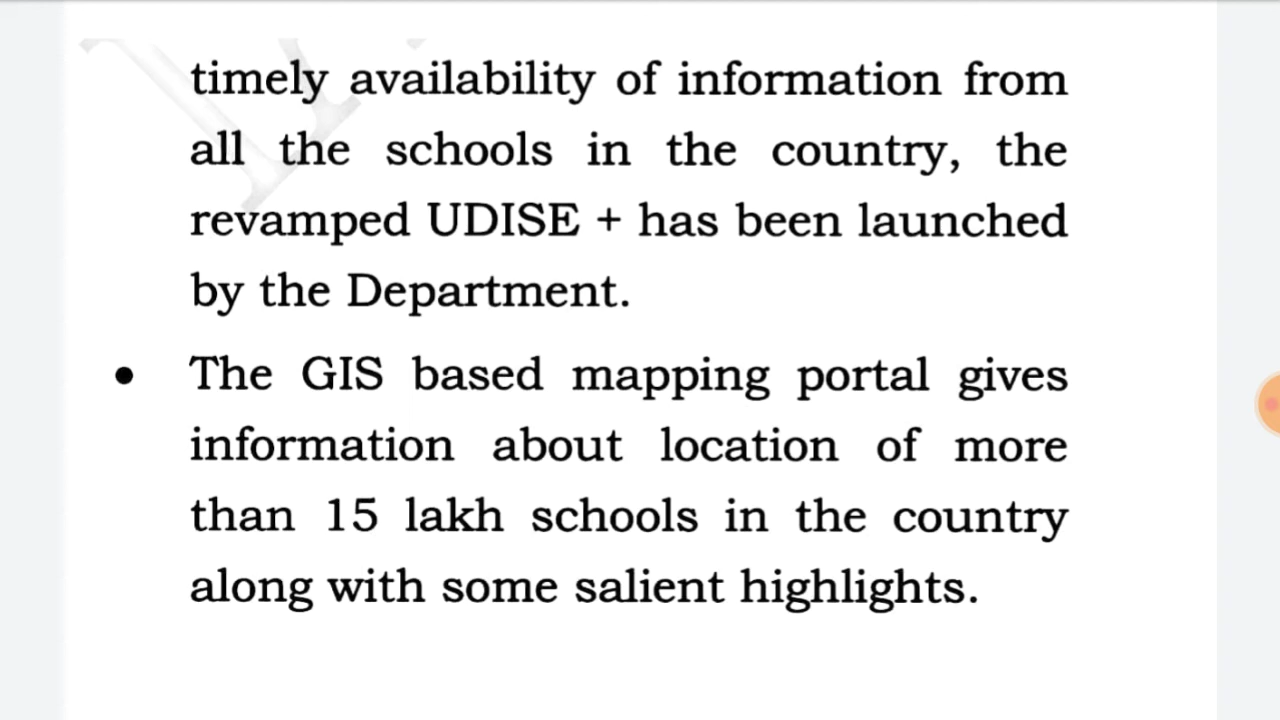 timely availability of information from
all the schools in the country, the
revamped UDISE + has been launched
by the Department.
• The GIS based mapping portal gives
information about location of more
than 15 lakh schools in the country
along with some salient highlights.